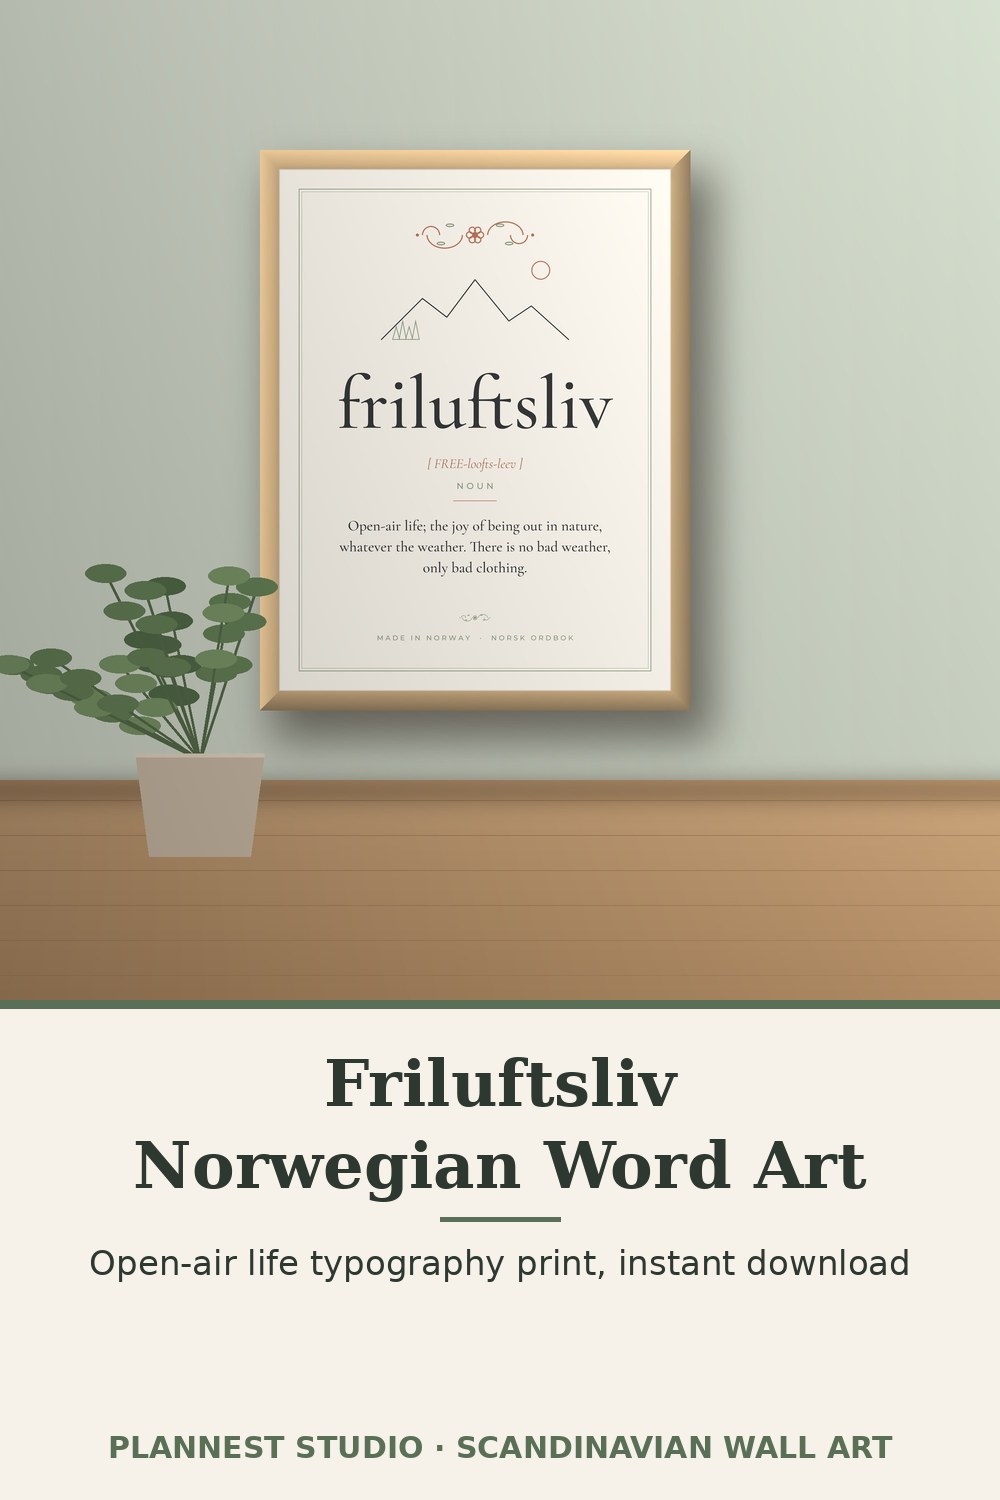 friluftsliv
[ FREE-loofts-leev ]
NOUN
Open-air life; the joy of being out in nature,
whatever the weather. There is no bad weather,
only bad clothing.
MADE IN NORWAY · NORSK ORDBOK
Friluftsliv
Norwegian Word Art
Open-air life typography print, instant download
PLANNEST STUDIO · SCANDINAVIAN WALL ART